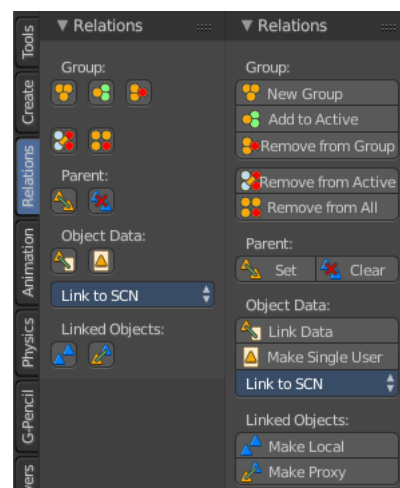 Tools
Create
Relations
Animation
Physics
G-Pencil
▼ Relations
Group:
Parent:
Object Data:
Link to SCN
Linked Objects:
▼ Relations
Group:
New Group
Add to Active
Remove from Group
Remove from Active
Remove from All
Parent:
Set Clear
Object Data:
Link Data
Make Single User
Link to SCN
Linked Objects:
Make Local
Make Proxy